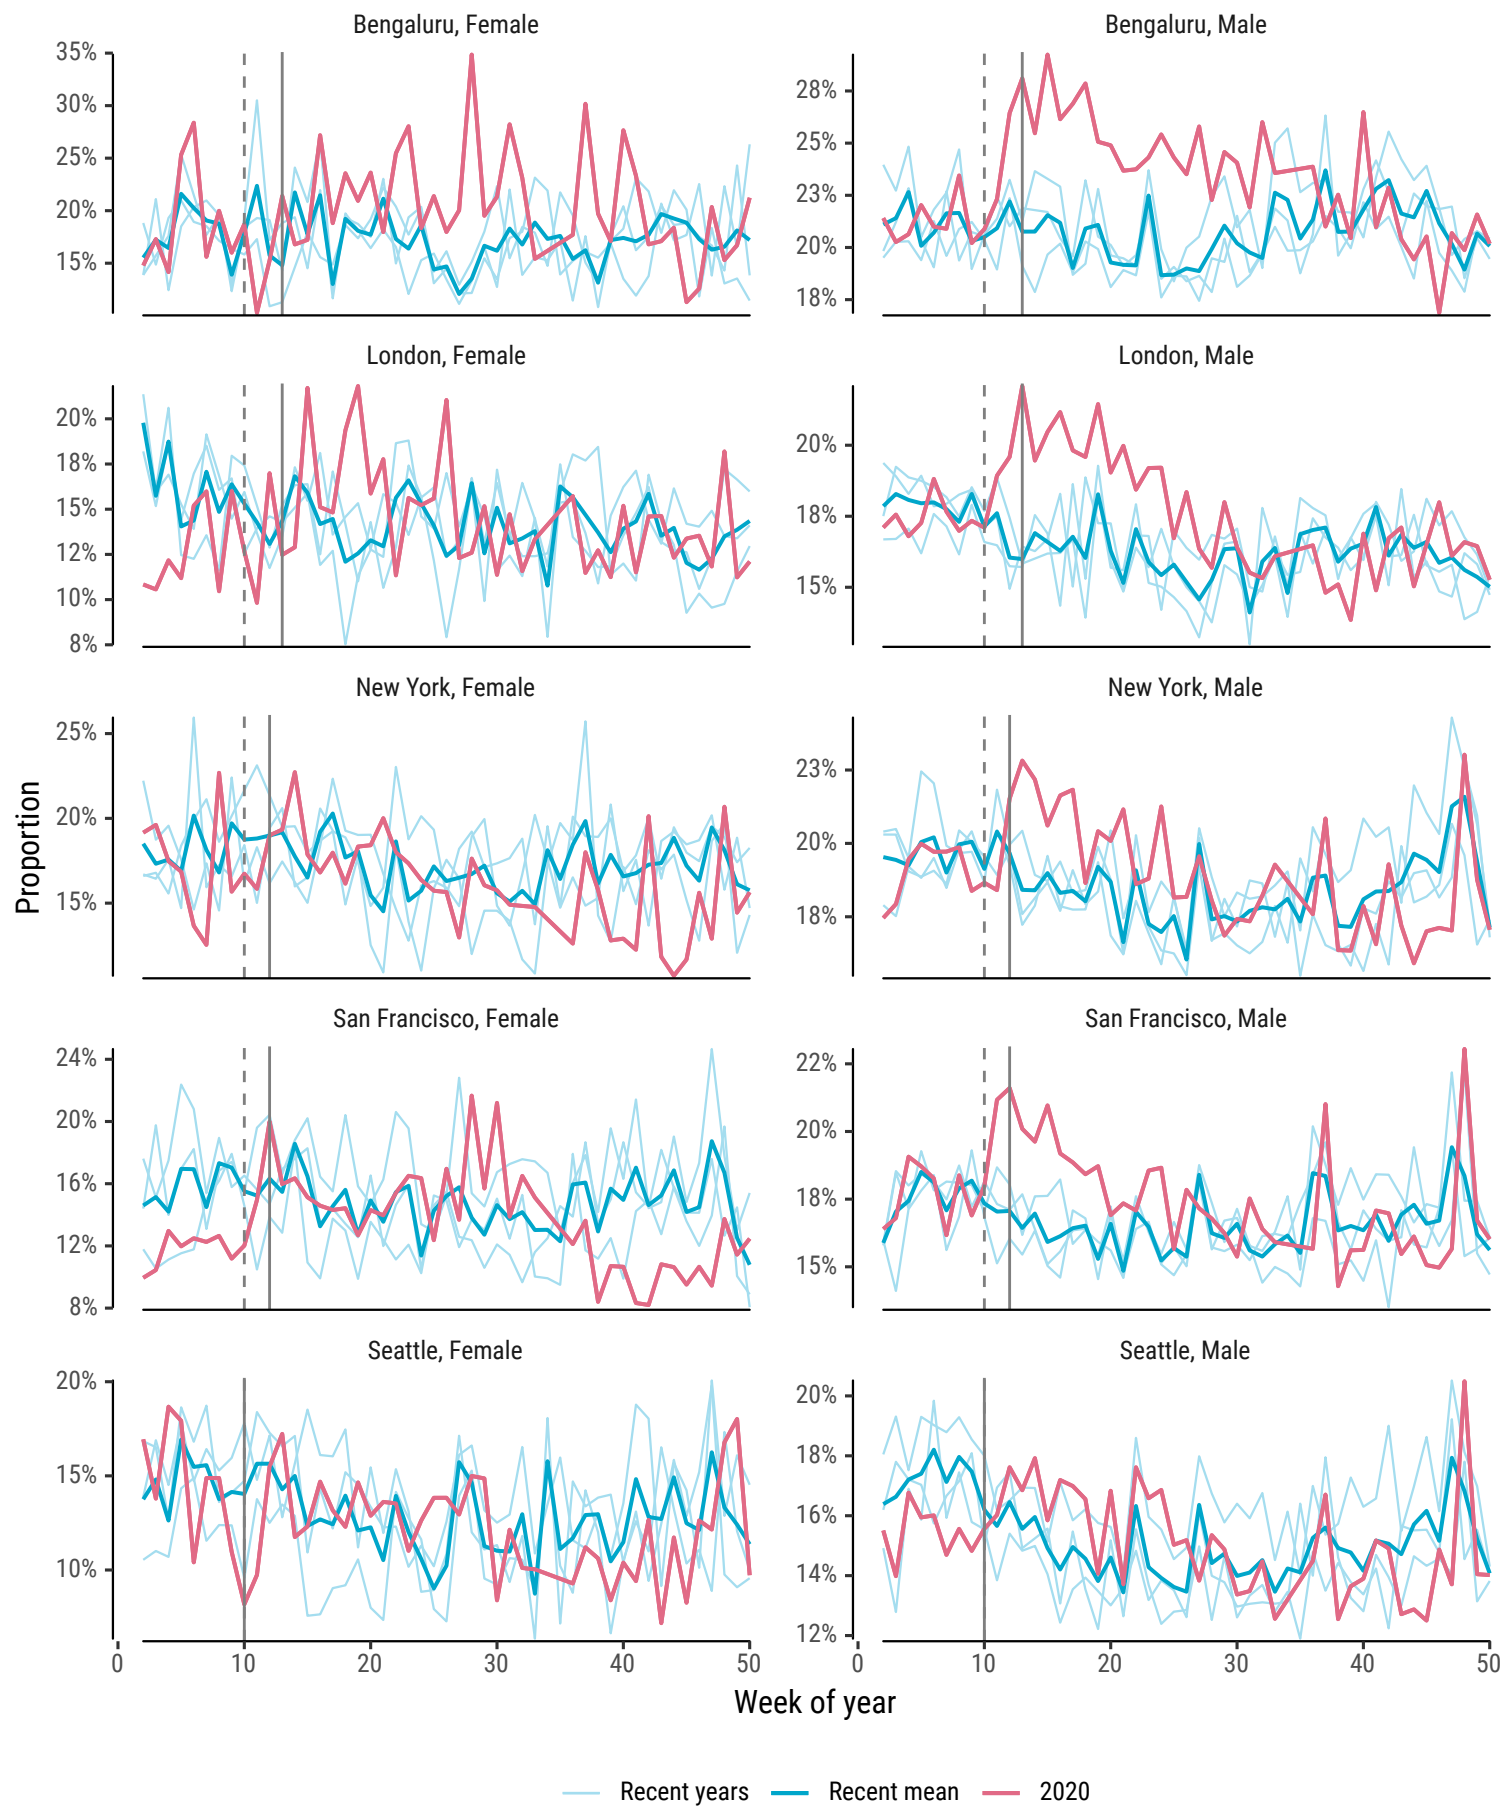 Bengaluru, Female
Bengaluru, Male
35%
30%
25%
20%
15%
28%
25%
23%
20%
18%
London, Female
London, Male
20%
18%
15%
12%
10%
8%
20%
18%
15%
New York, Female
New York, Male
25%
20%
15%
23%
20%
18%
Proportion
San Francisco, Female
San Francisco, Male
24%
20%
16%
12%
8%
22%
20%
18%
15%
Seattle, Female
Seattle, Male
20%
15%
10%
20%
18%
16%
14%
12%
0 10 20 30 40 50
0 10 20 30 40 50
Week of year
Recent years Recent mean 2020